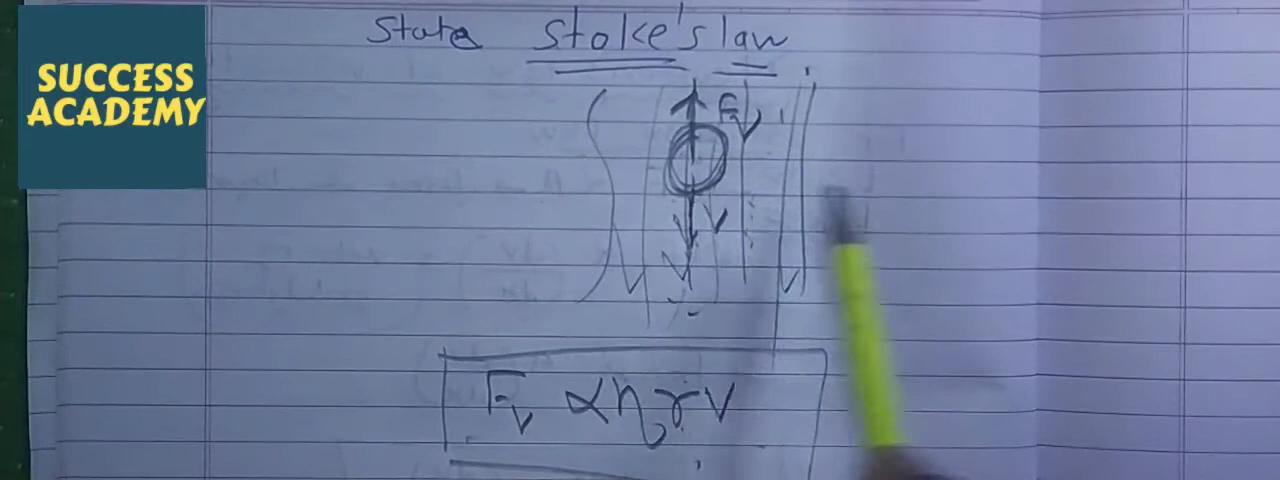 State Stoke's law
SUCCESS
ACADEMY
Fv
Fv ∝ηrv